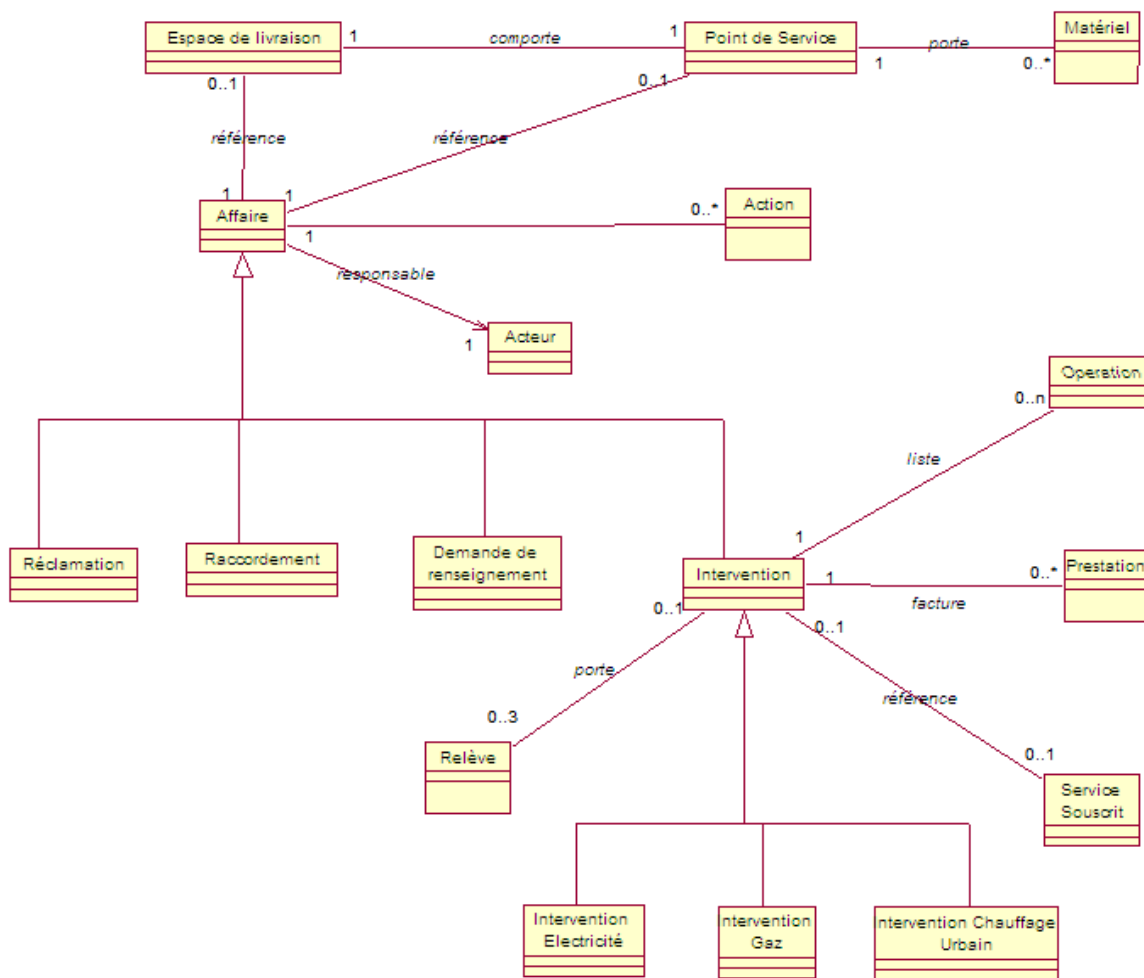 Espace de livraison
1
comporte
1
Point de Service
1
porte
0..*
Matériel
0..1
0..1
référence
référence
1
1
Affaire
1
0..*
Action
responsable
1
Acteur
Operation
0..n
liste
1
Réclamation
Raccordement
Demande de
renseignement
Intervention
1
0..*
Prestation
facture
0..1
0..1
porte
référence
0..3
0..1
Relève
Service
Souscrit
Intervention
Electricité
Intervention
Gaz
Intervention Chauffage
Urbain